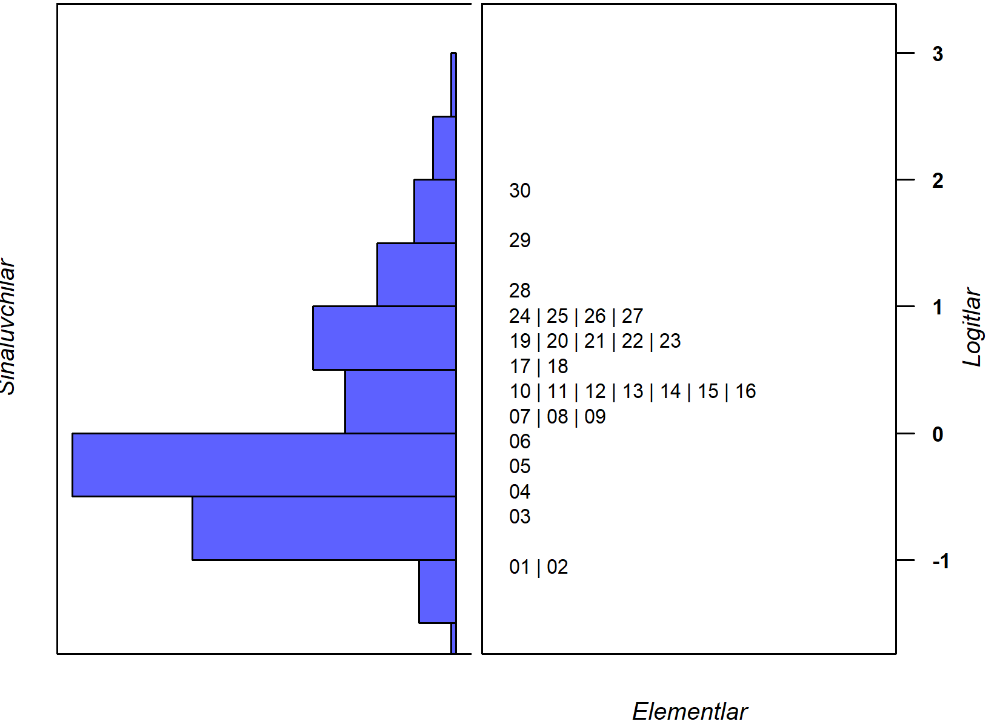 Sinaluvchilar
3
2
30
29
28
1
24 | 25 | 26 | 27
19 | 20 | 21 | 22 | 23
17 | 18
10 | 11 | 12 | 13 | 14 | 15 | 16
07 | 08 | 09
0
06
05
04
03
-1
01 | 02
Logitlar
Elementlar